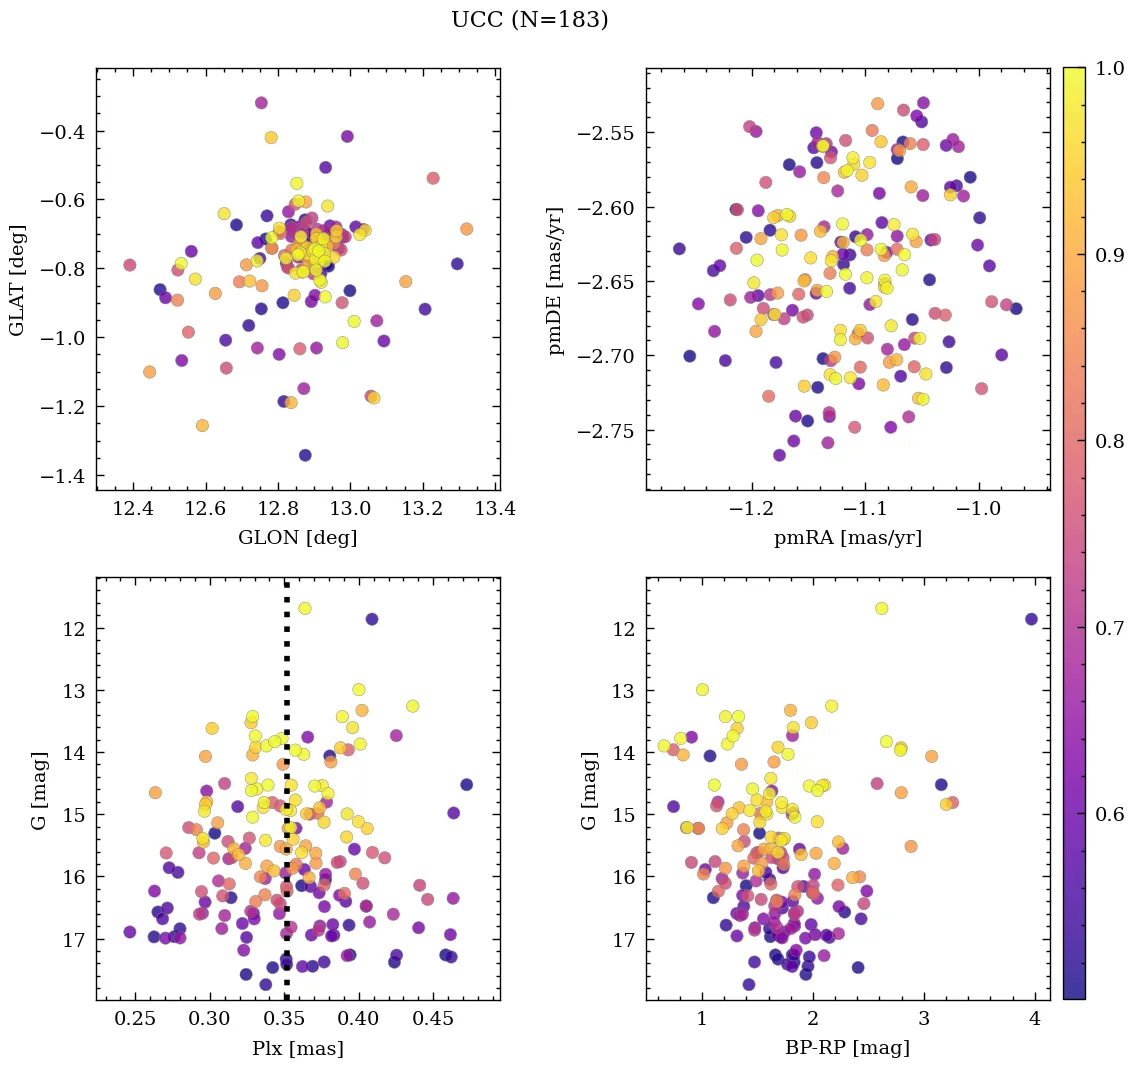 UCC (N=183)
−0.4
−0.6
−0.8
−1.0
−1.2
−1.4
GLAT [deg]
12.4 12.6 12.8 13.0 13.2 13.4
GLON [deg]
−2.55
−2.60
−2.65
−2.70
−2.75
pmDE [mas/yr]
−1.2 −1.1 −1.0
pmRA [mas/yr]
12
13
14
15
16
17
G [mag]
0.25 0.30 0.35 0.40 0.45
Plx [mas]
12
13
14
15
16
17
G [mag]
1 2 3 4
BP-RP [mag]
1.0
0.9
0.8
0.7
0.6